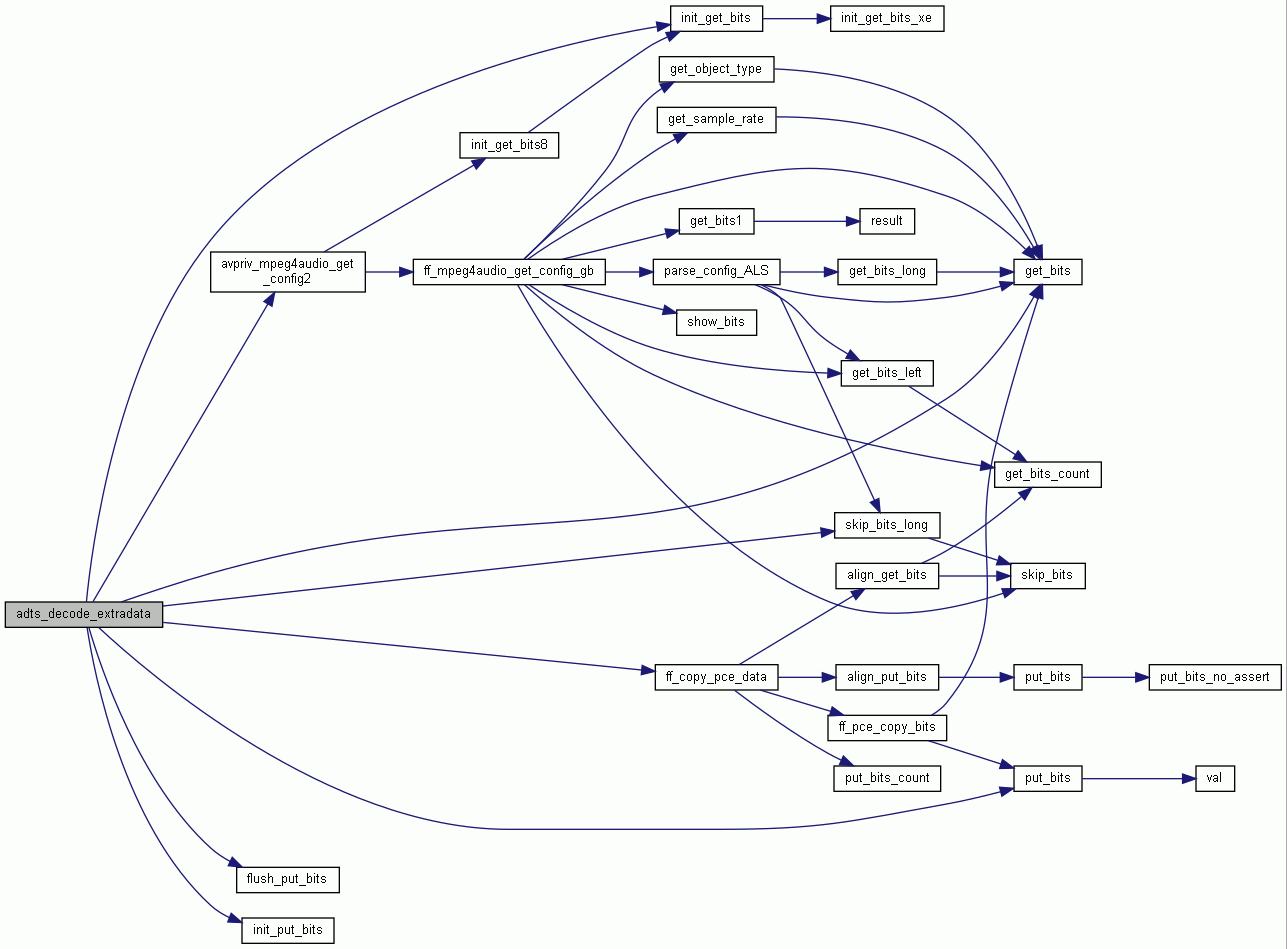 init_get_bits
init_get_bits_xe
get_object_type
get_sample_rate
init_get_bits8
get_bits1
result
avpriv_mpeg4audio_get
_config2
ff_mpeg4audio_get_config_gb
parse_config_ALS
get_bits_long
get_bits
show_bits
get_bits_left
get_bits_count
skip_bits_long
align_get_bits
skip_bits
adts_decode_extradata
ff_copy_pce_data
align_put_bits
put_bits
put_bits_no_assert
ff_pce_copy_bits
put_bits_count
put_bits
val
flush_put_bits
init_put_bits